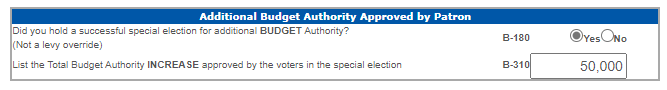 Additional Budget Authority Approved by Patron
Did you hold a successful special election for additional BUDGET Authority?
(Not a levy override)
B-180
Yes No
List the Total Budget Authority INCREASE approved by the voters in the special election
B-310
50,000